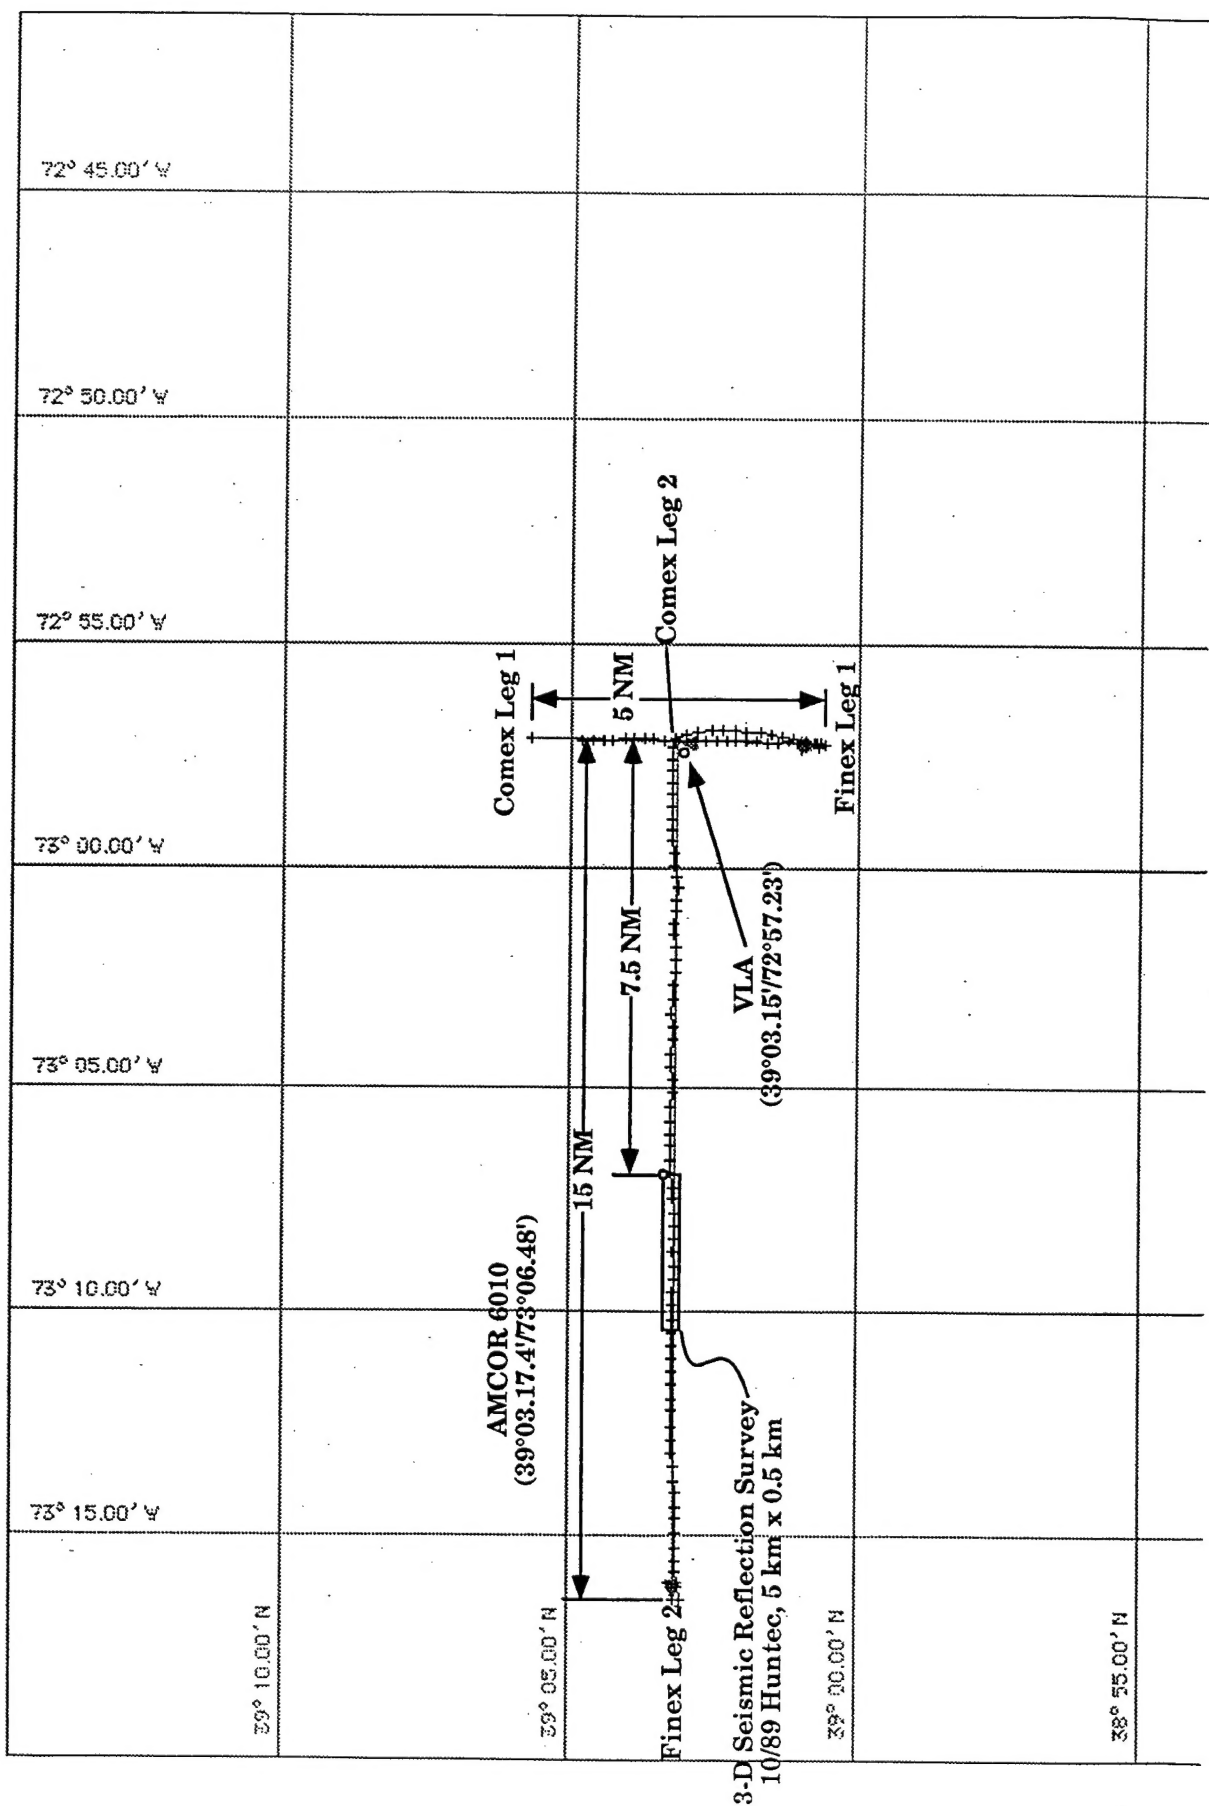 72° 45.00' W
72° 50.00' W
72° 55.00' W
73° 00.00' W
73° 05.00' W
73° 10.00' W
73° 15.00' W
39° 10.00' N
39° 05.00' N
39° 00.00' N
38° 55.00' N
Comex Leg 1
5 NM
Comex Leg 2
Finex Leg 1
7.5 NM
15 NM
VLA
(39°03.15'/72°57.23')
AMCOR 6010
(39°03.17.4'/73°06.48')
Finex Leg 2
3-D Seismic Reflection Survey
10/89 Huntec, 5 km x 0.5 km